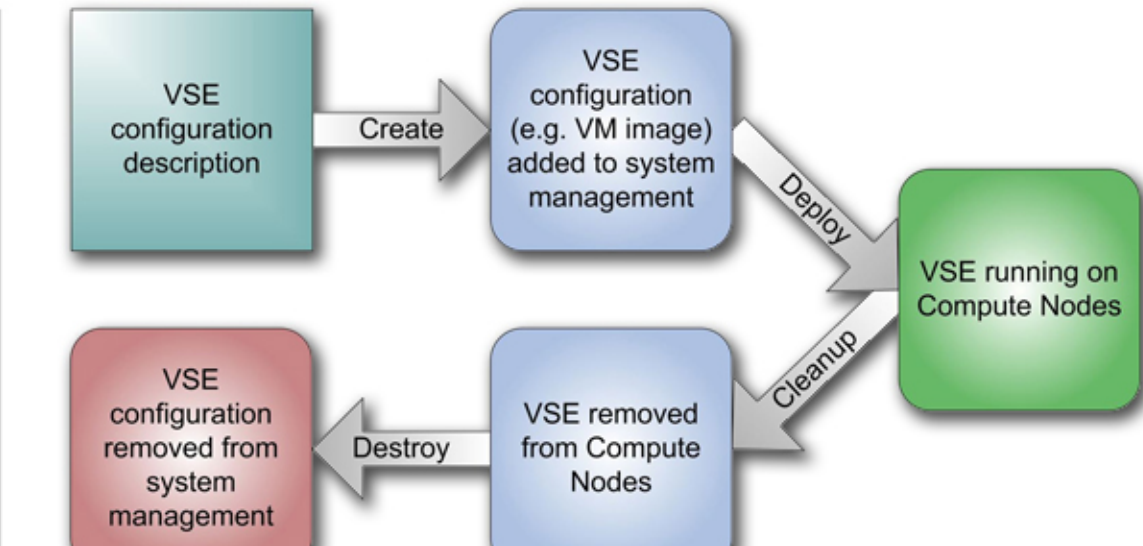 VSE
configuration
description
Create
VSE
configuration
(e.g. VM image)
added to system
management
Deploy
VSE running on
Compute Nodes
Cleanup
VSE removed
from Compute
Nodes
Destroy
VSE
configuration
removed from
system
management